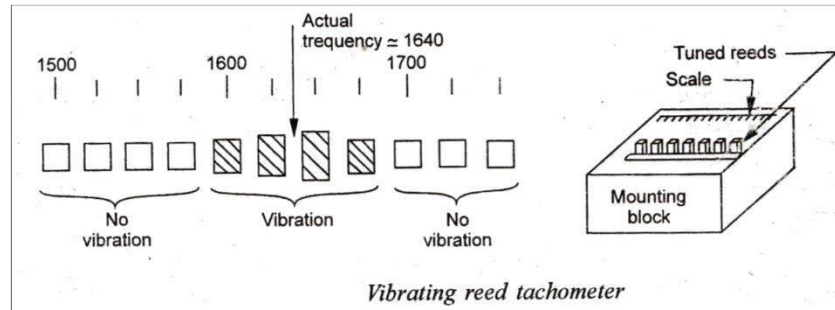 Actual
trequency ≃ 1640
1500
1600
1700
No
vibration
Vibration
No
vibration
Tuned reeds
Scale
Mounting
block
Vibrating reed tachometer